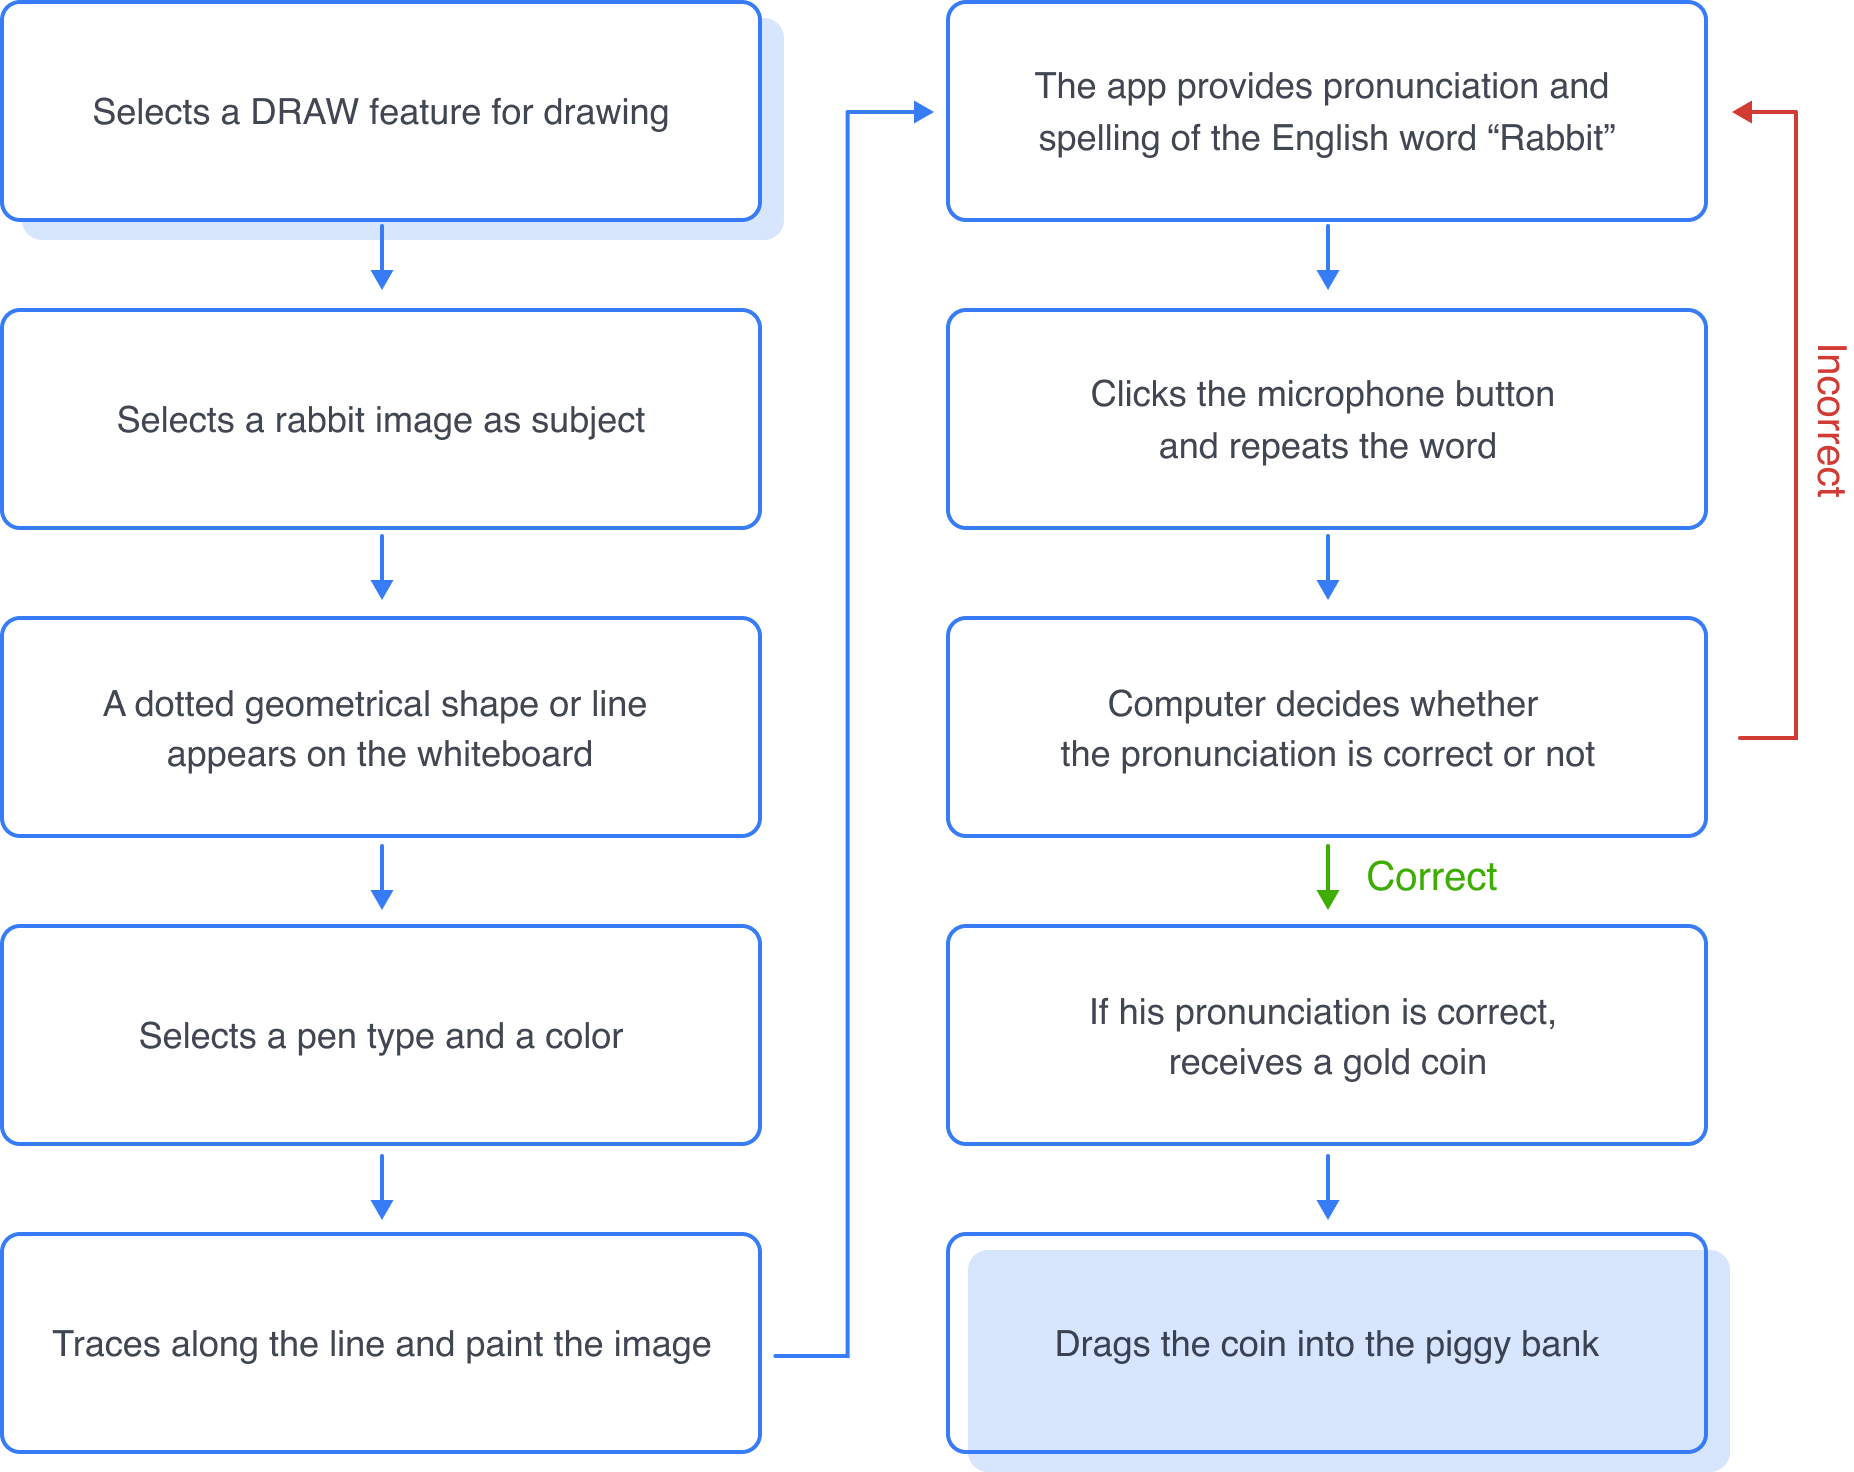 Selects a DRAW feature for drawing
Selects a rabbit image as subject
A dotted geometrical shape or line
appears on the whiteboard
Selects a pen type and a color
Traces along the line and paint the image
The app provides pronunciation and
spelling of the English word “Rabbit”
Clicks the microphone button
and repeats the word
Computer decides whether
the pronunciation is correct or not
Incorrect
Correct
If his pronunciation is correct,
receives a gold coin
Drags the coin into the piggy bank